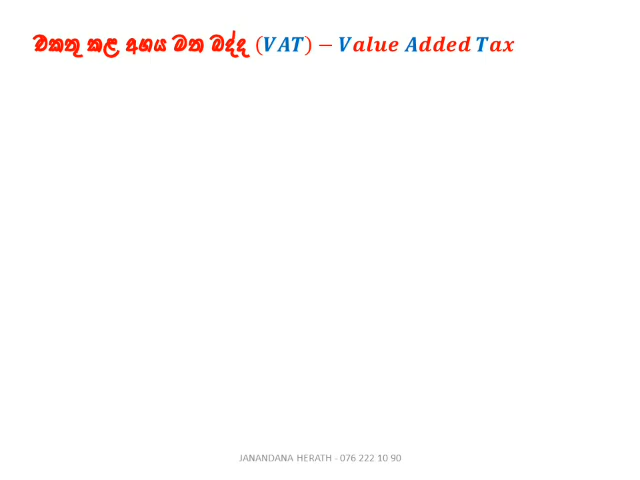 එකතු කළ අගය මත බද්ද (VAT) – Value Added Tax
JANANDANA HERATH - 076 222 10 90